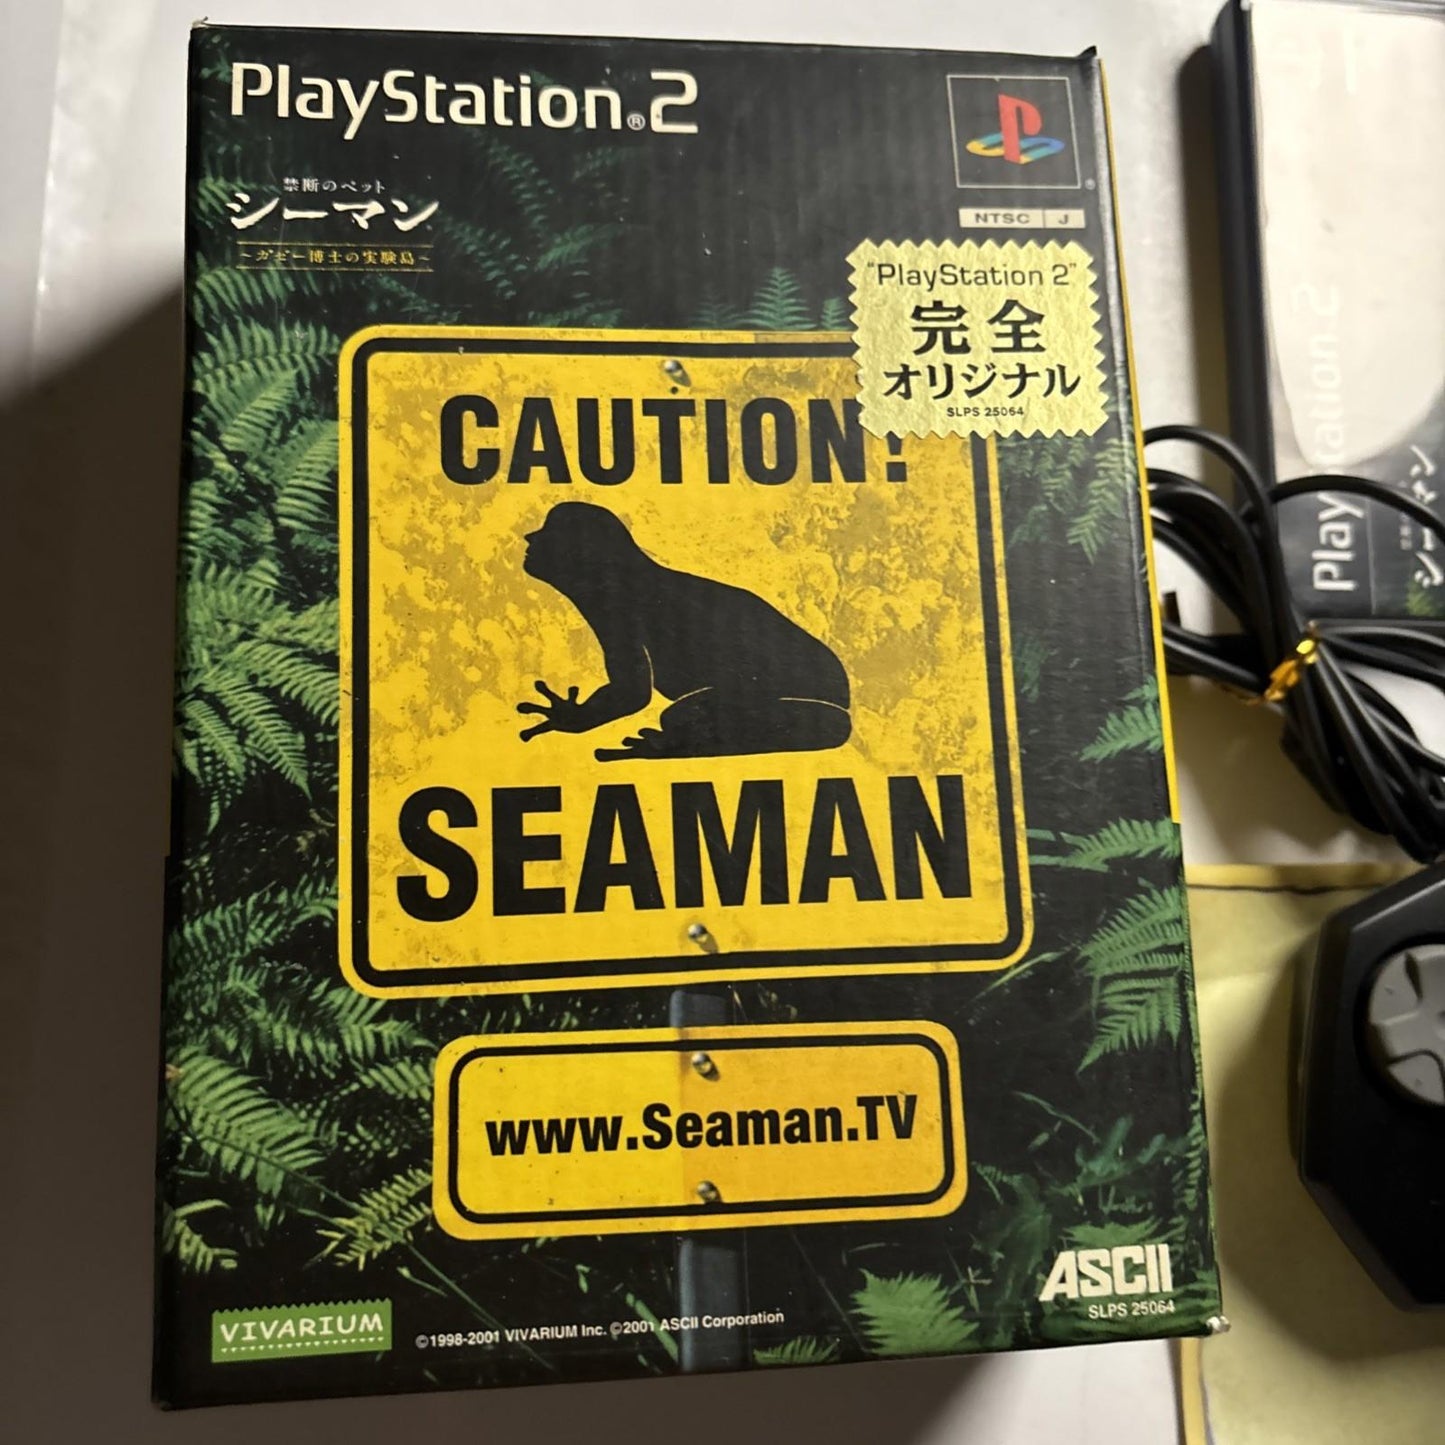 PlayStation®2
禁断のペット
シーマン
～ガゼー博士の実験島～
NTSC J
"PlayStation 2"
完全
オリジナル
SLPS 25064
CAUTION!
SEAMAN
www.Seaman.TV
ASCII
SLPS 25064
VIVARIUM
©1998-2001 VIVARIUM Inc. ©2001 ASCII Corporation
PlayStation 2
シーマン